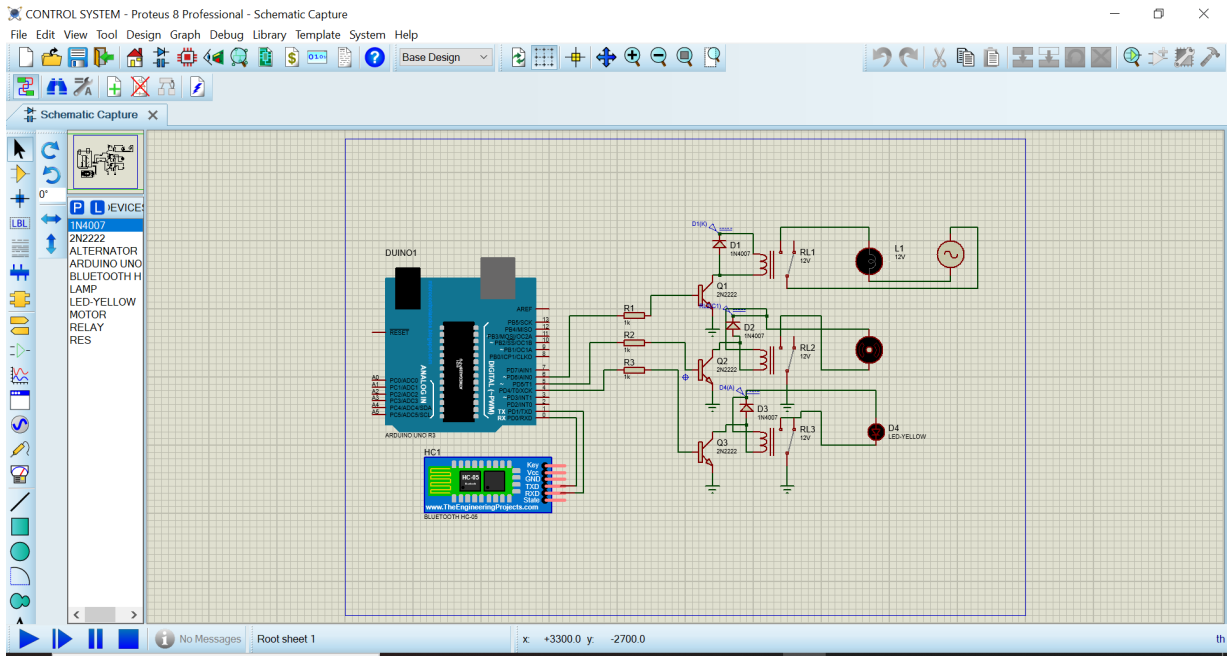 CONTROL SYSTEM - Proteus 8 Professional - Schematic Capture
File Edit View Tool Design Graph Debug Library Template System Help
Base Design
Schematic Capture
0°
LBL
P L DEVICES
1N4007
2N2222
ALTERNATOR
ARDUINO UNO
BLUETOOTH H
LAMP
LED-YELLOW
MOTOR
RELAY
RES
DUINO1
RESET
AREF
13
PB5/SCK
12
PB4/MISO
11
10
9
PB1/OC1A
8
PB0/ICP1/CLKO
7
PD7/AIN1
6
5
PD5/T1
4
PD4/T0/XCK
3
PD3/INT1
2
PD2/INT0
1
TX PD1/TXD
0
RX PD0/RXD
DIGITAL (~PWM)
ANALOG IN
A0 PC0/ADC0
A1 PC1/ADC1
A2 PC2/ADC2
A3 PC3/ADC3
A4 PC4/ADC4/SDA
A5 PC5/ADC5/SCL
ARDUINO UNO R3
HC1
HC-05
Key
Vcc
GND
TXD
RXD
State
www.TheEngineeringProjects.com
BLUETOOTH HC-05
R1
1k
R2
1k
R3
1k
D1(K)
D1
1N4007
RL1
12V
L1
12V
Q1
2N2222
D2
1N4007
RL2
12V
Q2
2N2222
D4(A)
D3
1N4007
RL3
12V
Q3
2N2222
D4
LED-YELLOW
No Messages
Root sheet 1
x: +3300.0 y: -2700.0
th